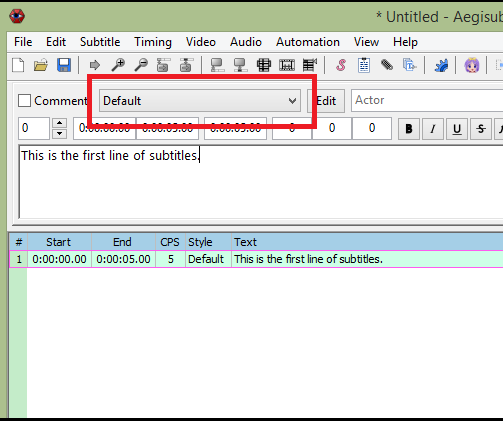 * Untitled - Aegisub
File Edit Subtitle Timing Video Audio Automation View Help
Comment Default Edit Actor
0 0:00:00.00 0:00:05.00 0:00:05.00 0 0 0 B I U S
This is the first line of subtitles.
# Start End CPS Style Text
1 0:00:00.00 0:00:05.00 5 Default This is the first line of subtitles.